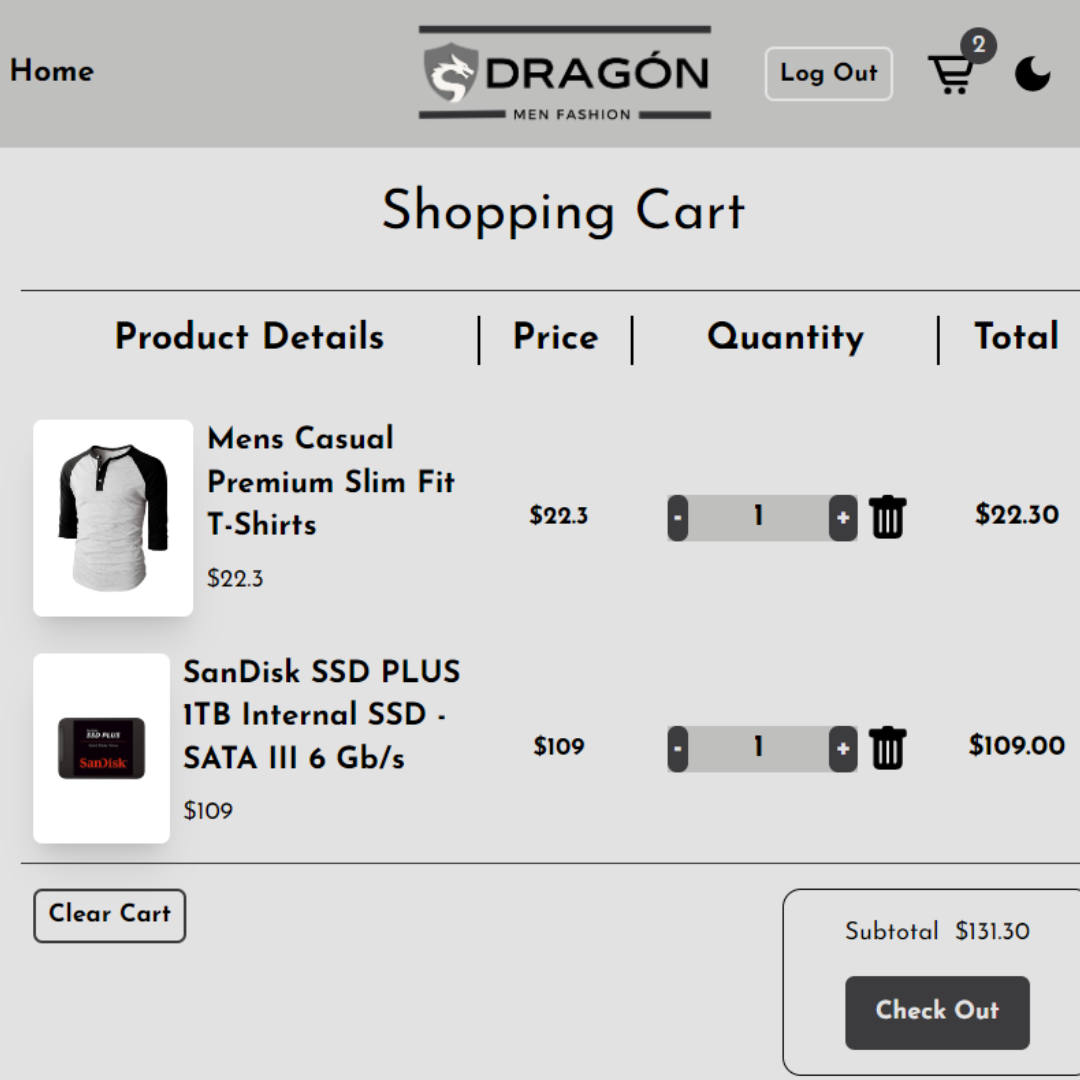 Home
DRAGÓN
MEN FASHION
Log Out
2
Shopping Cart
Product Details
Price
Quantity
Total
Mens Casual
Premium Slim Fit
T-Shirts
$22.3
$22.3
-
1
+
$22.30
SanDisk SSD PLUS
1TB Internal SSD -
SATA III 6 Gb/s
$109
$109
-
1
+
$109.00
SSD PLUS
SanDisk
Clear Cart
Subtotal $131.30
Check Out